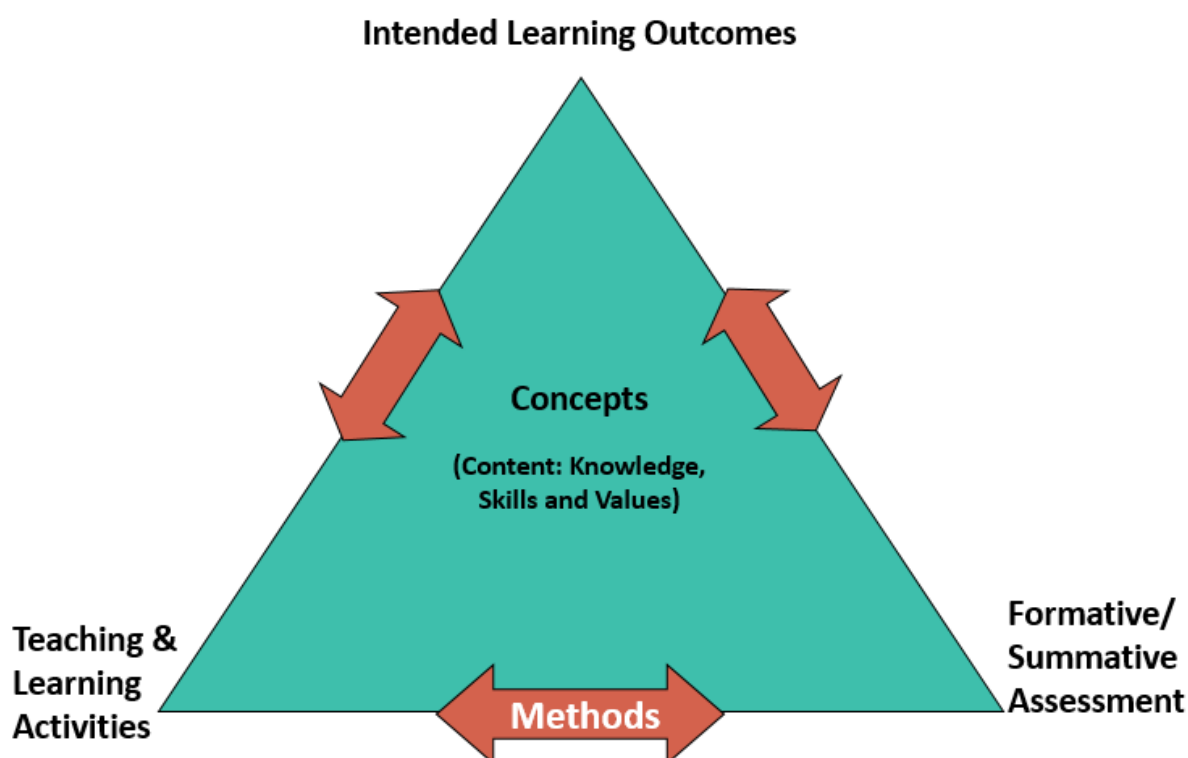 Intended Learning Outcomes
Concepts
(Content: Knowledge,
Skills and Values)
Teaching &
Learning
Activities
Formative/
Summative
Assessment
Methods